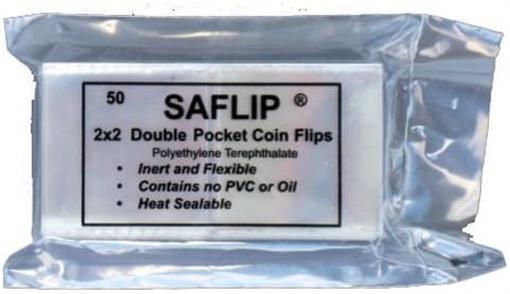 50
SAFLIP ®
2x2 Double Pocket Coin Flips
Polyethylene Terephthalate
• Inert and Flexible
• Contains no PVC or Oil
• Heat Sealable